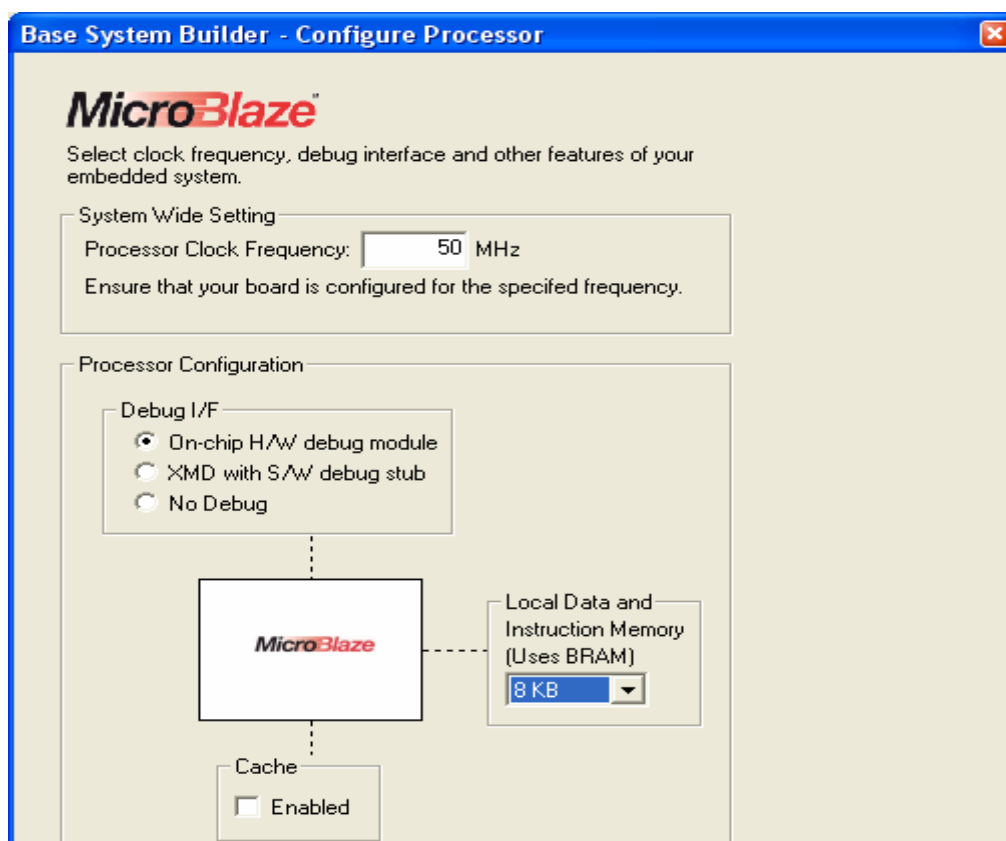 Base System Builder - Configure Processor
MicroBlaze™
Select clock frequency, debug interface and other features of your
embedded system.
System Wide Setting
Processor Clock Frequency: 50 MHz
Ensure that your board is configured for the specifed frequency.
Processor Configuration
Debug I/F
On-chip H/W debug module
XMD with S/W debug stub
No Debug
MicroBlaze
Local Data and
Instruction Memory
(Uses BRAM)
8 KB
Cache
Enabled